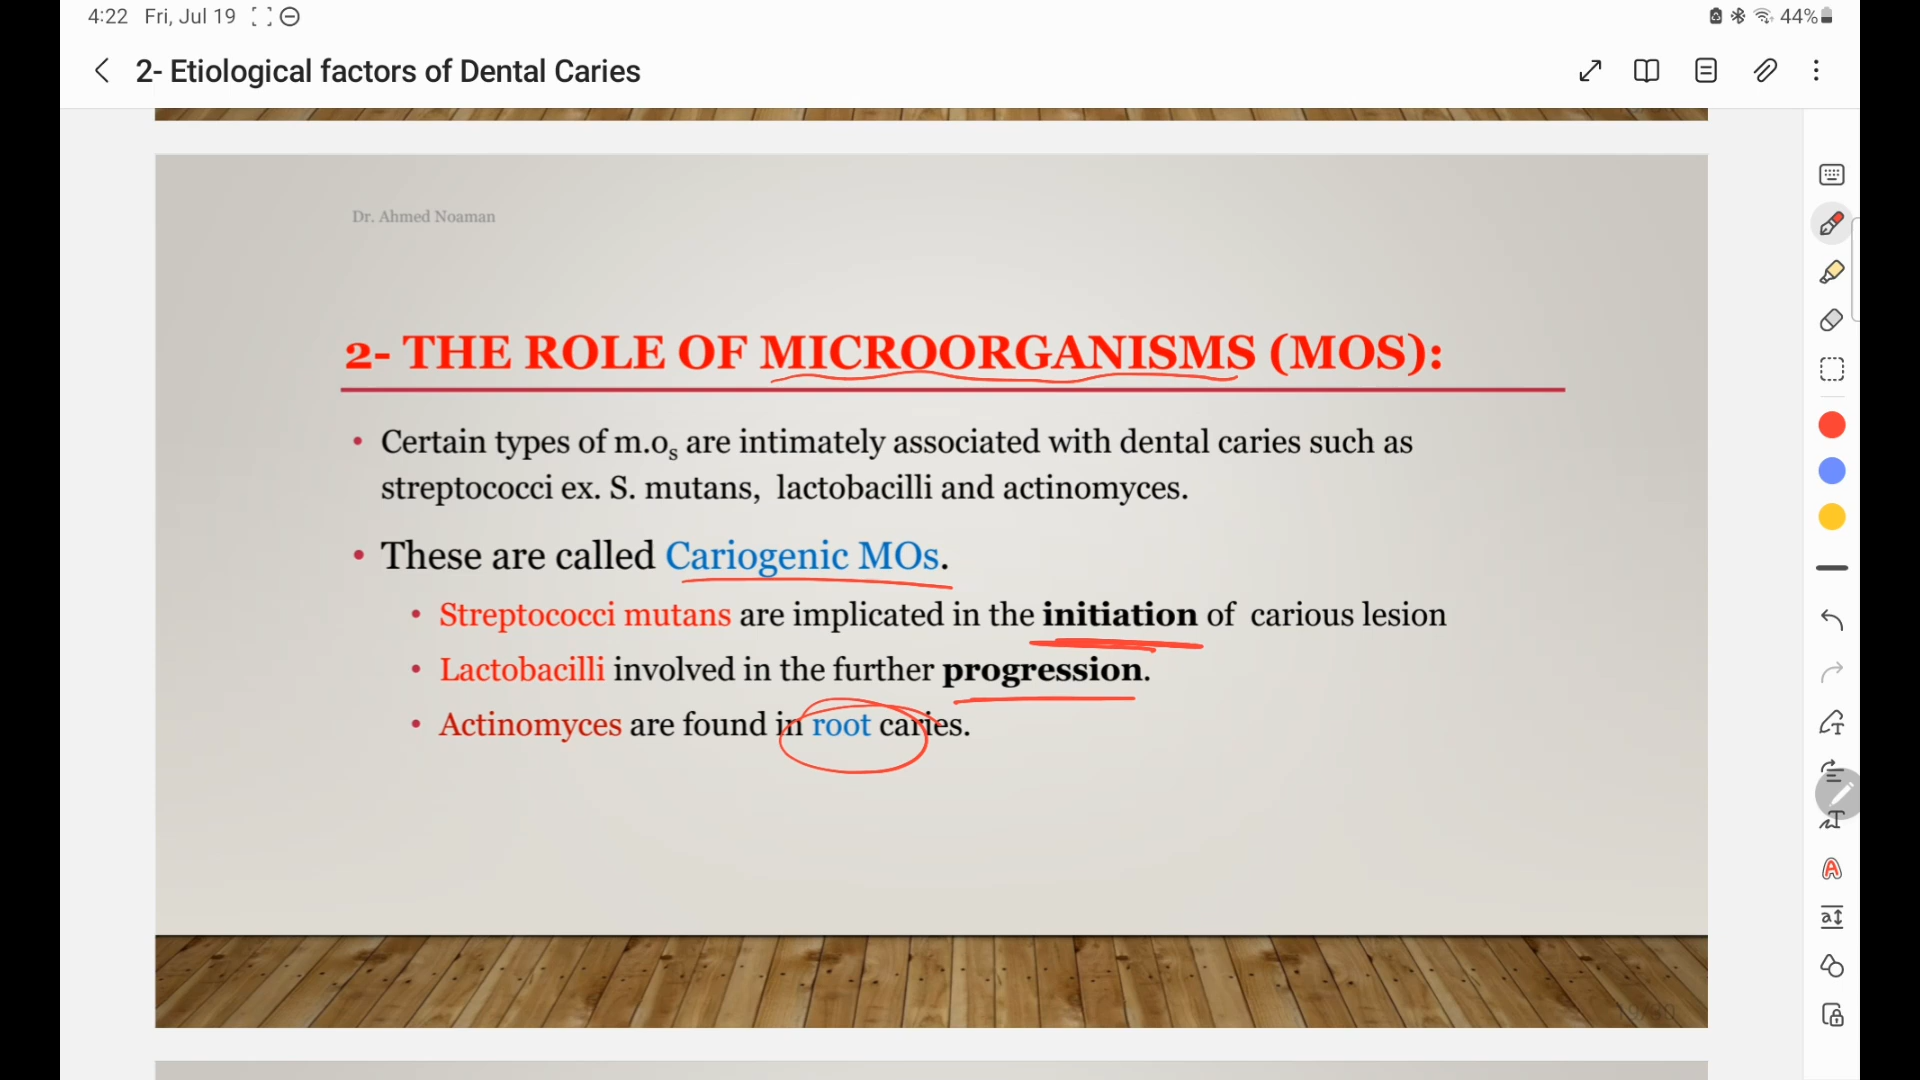 4:22 Fri, Jul 19
44%
2- Etiological factors of Dental Caries
Dr. Ahmed Noaman
2- THE ROLE OF MICROORGANISMS (MOS):
• Certain types of m.os are intimately associated with dental caries such as
streptococci ex. S. mutans, lactobacilli and actinomyces.
• These are called Cariogenic MOs.
• Streptococci mutans are implicated in the initiation of carious lesion
• Lactobacilli involved in the further progression.
• Actinomyces are found in root caries.